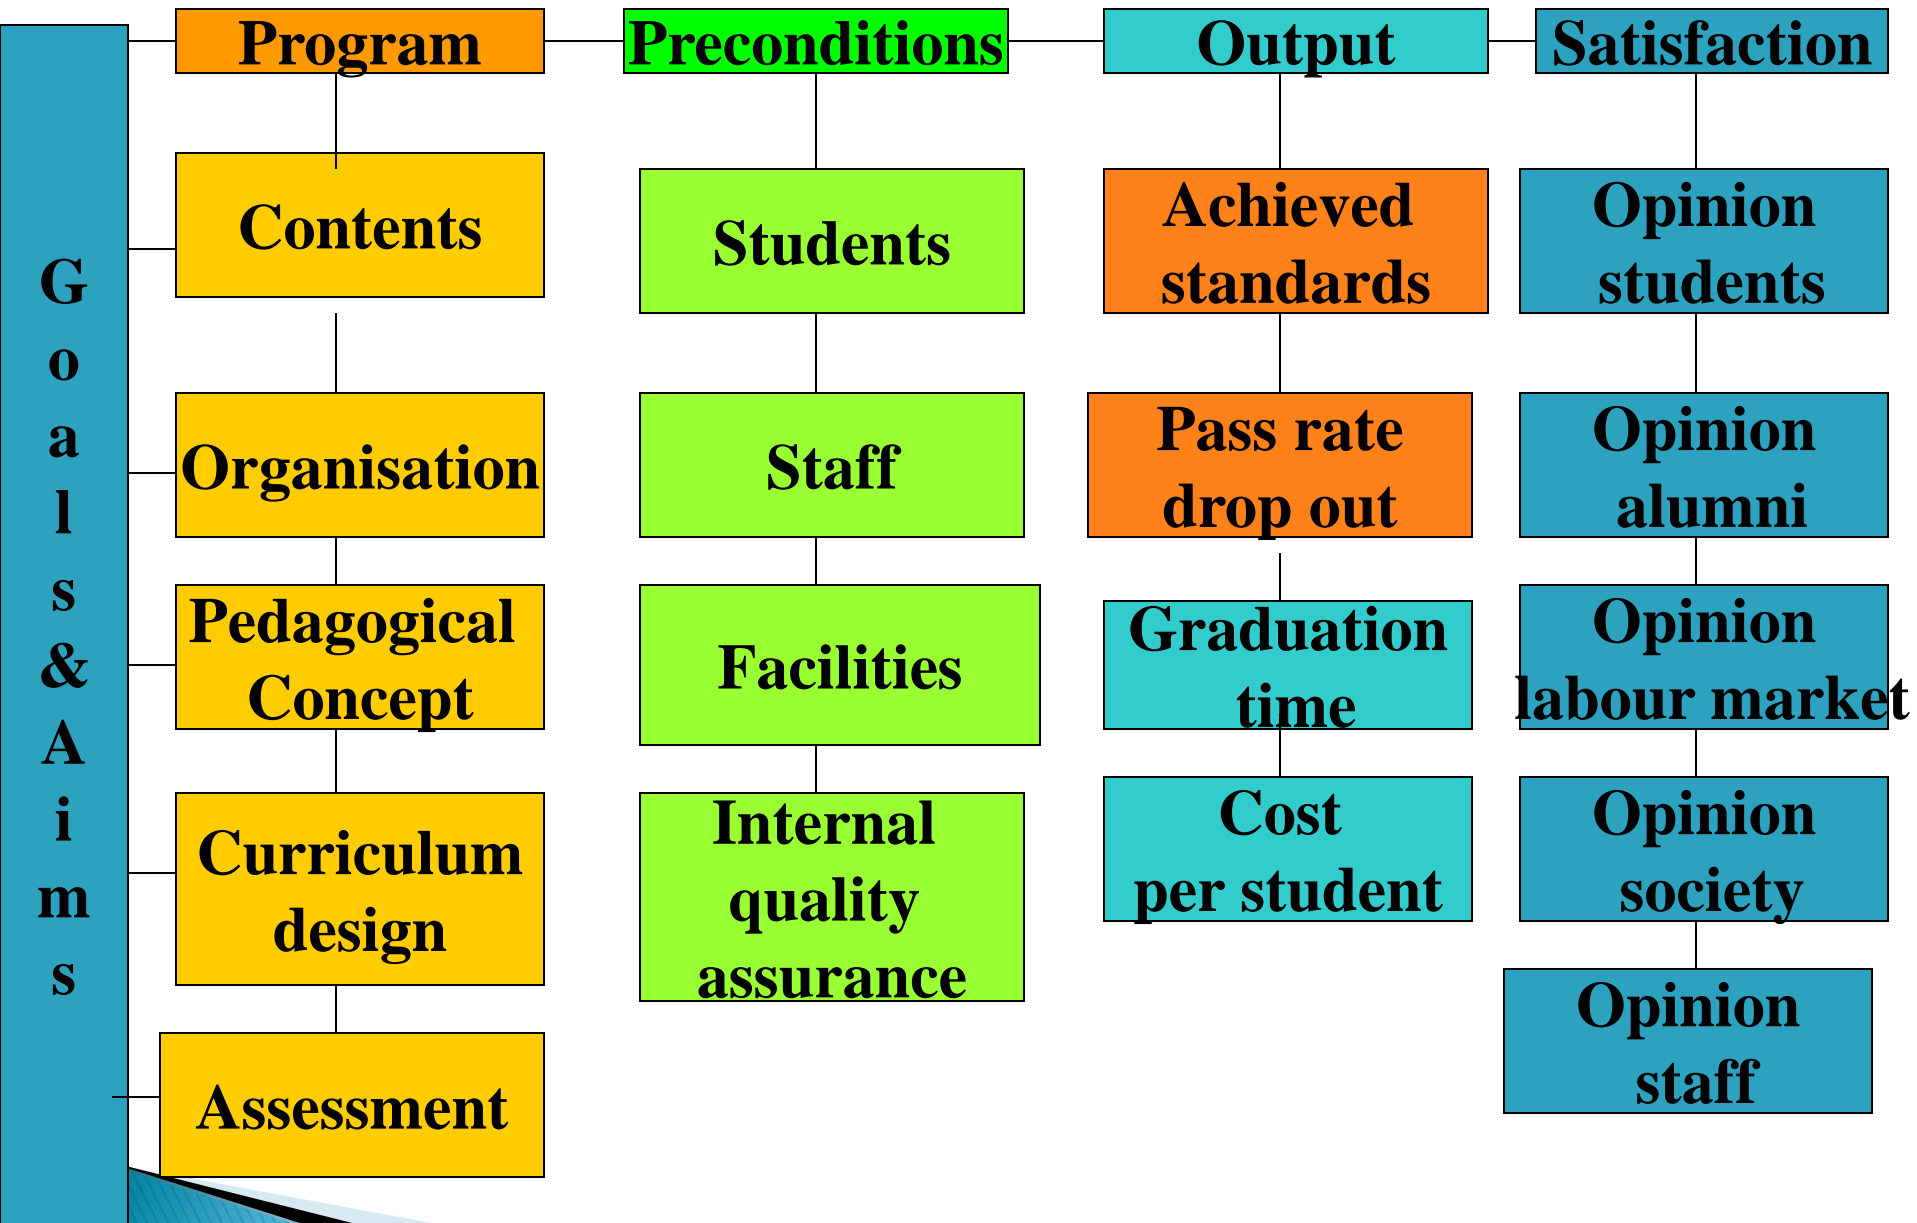 G
o
a
l
s
&
A
i
m
s
Program
Contents
Organisation
Pedagogical
Concept
Curriculum
design
Assessment
Preconditions
Students
Staff
Facilities
Internal
quality
assurance
Output
Achieved
standards
Pass rate
drop out
Graduation
time
Cost
per student
Satisfaction
Opinion
students
Opinion
alumni
Opinion
labour market
Opinion
society
Opinion
staff